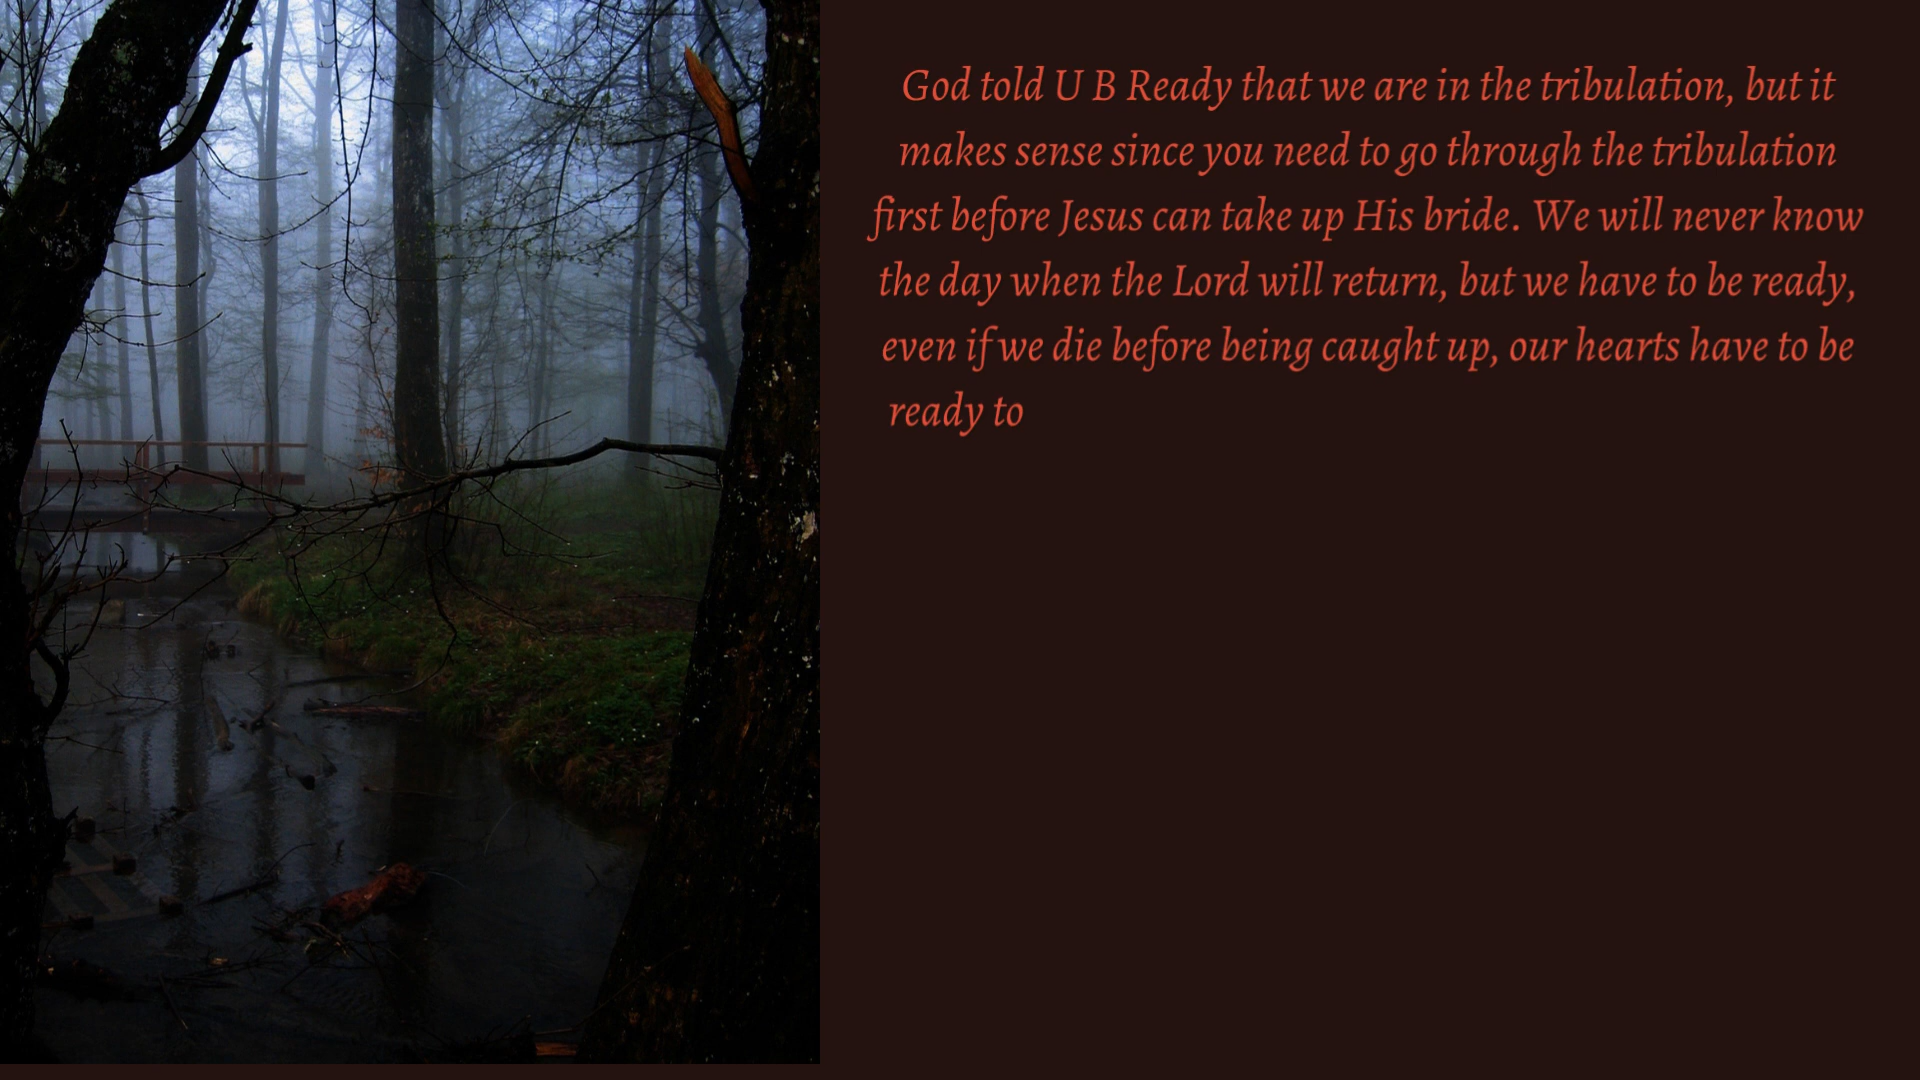 God told U B Ready that we are in the tribulation, but it
makes sense since you need to go through the tribulation
first before Jesus can take up His bride. We will never know
the day when the Lord will return, but we have to be ready,
even if we die before being caught up, our hearts have to be
ready to